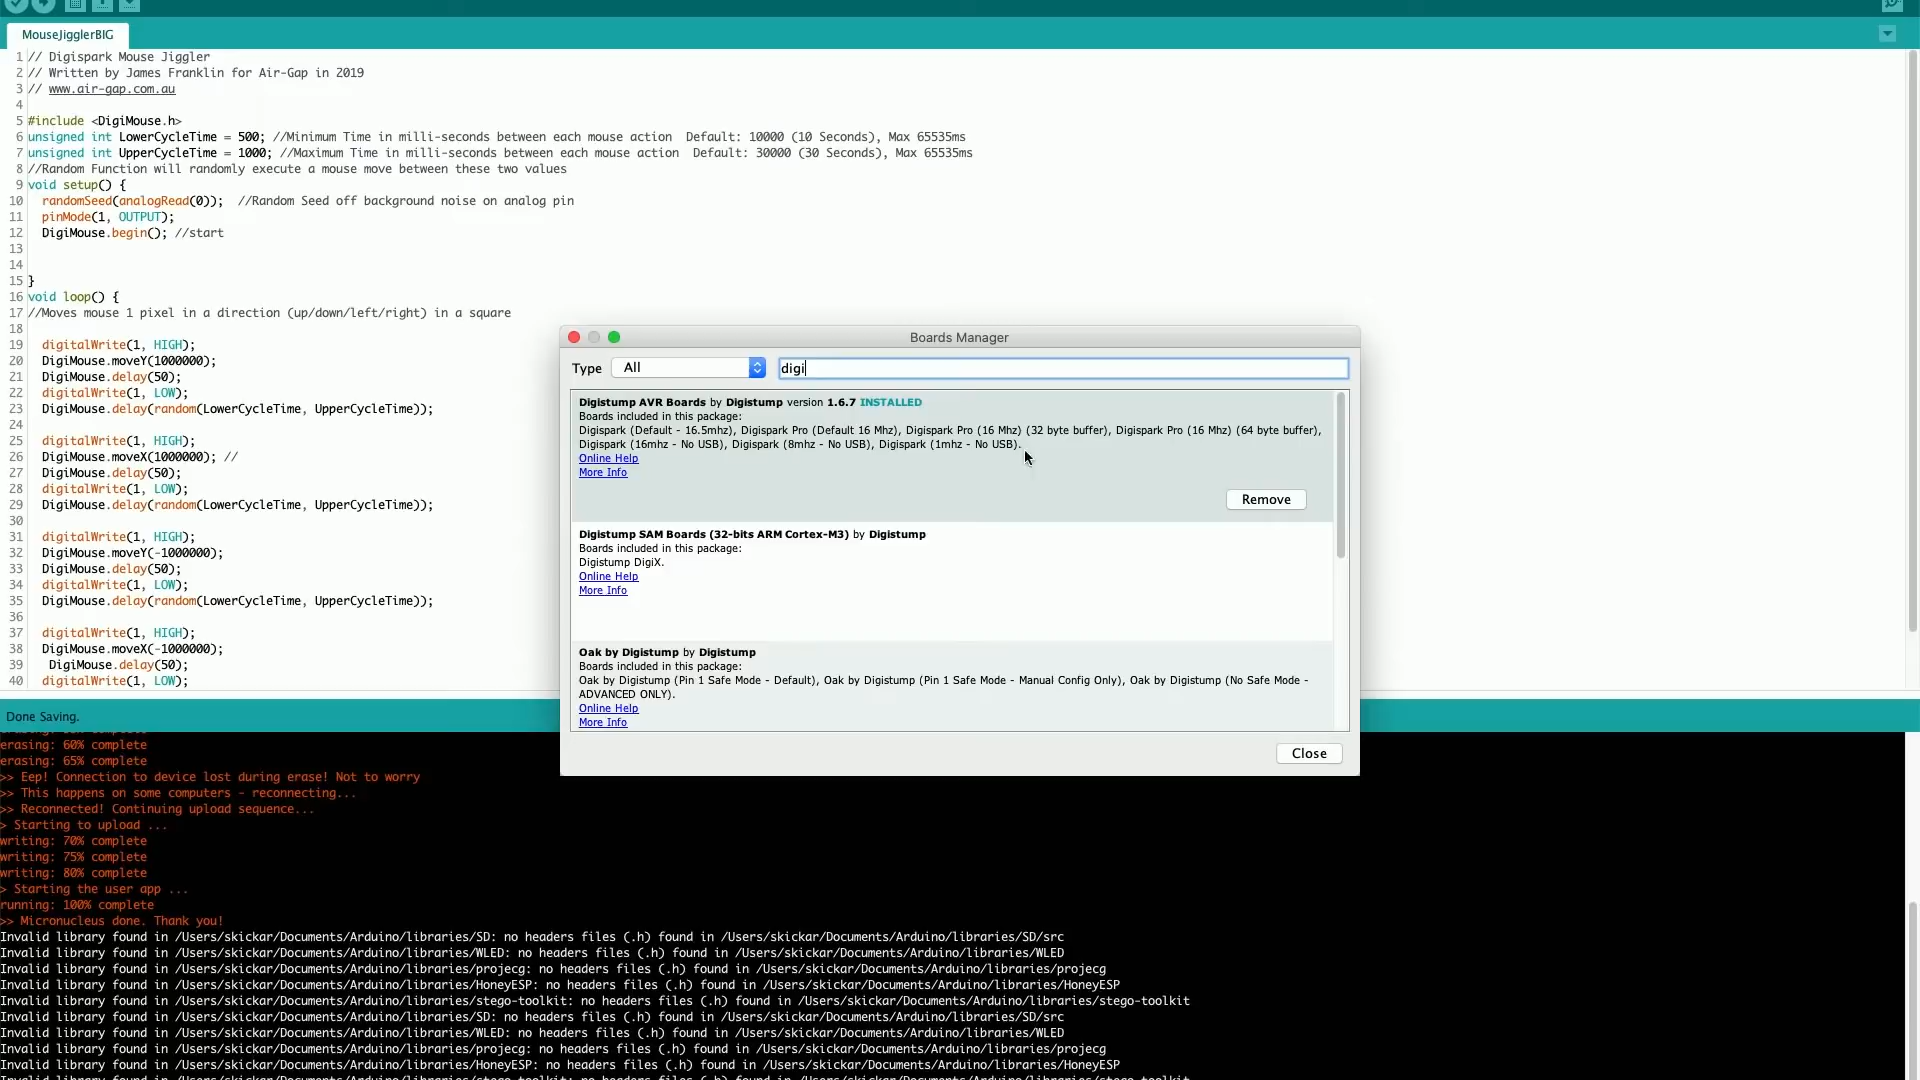 MouseJigglerBIG
1 // Digispark Mouse Jiggler
2 // Written by James Franklin for Air-Gap in 2019
3 // www.air-gap.com.au
4
5 #include <DigiMouse.h>
6 unsigned int LowerCycleTime = 500; //Minimum Time in milli-seconds between each mouse action  Default: 10000 (10 Seconds), Max 65535ms
7 unsigned int UpperCycleTime = 1000; //Maximum Time in milli-seconds between each mouse action  Default: 30000 (30 Seconds), Max 65535ms
8 //Random Function will randomly execute a mouse move between these two values
9 void setup() {
10   randomSeed(analogRead(0));  //Random Seed off background noise on analog pin
11   pinMode(1, OUTPUT);
12   DigiMouse.begin(); //start
13
14
15 }
16 void loop() {
17 //Moves mouse 1 pixel in a direction (up/down/left/right) in a square
18
19   digitalWrite(1, HIGH);
20   DigiMouse.moveY(1000000);
21   DigiMouse.delay(50);
22   digitalWrite(1, LOW);
23   DigiMouse.delay(random(LowerCycleTime, UpperCycleTime));
24
25   digitalWrite(1, HIGH);
26   DigiMouse.moveX(1000000); //
27   DigiMouse.delay(50);
28   digitalWrite(1, LOW);
29   DigiMouse.delay(random(LowerCycleTime, UpperCycleTime));
30
31   digitalWrite(1, HIGH);
32   DigiMouse.moveY(-1000000);
33   DigiMouse.delay(50);
34   digitalWrite(1, LOW);
35   DigiMouse.delay(random(LowerCycleTime, UpperCycleTime));
36
37   digitalWrite(1, HIGH);
38   DigiMouse.moveX(-1000000);
39    DigiMouse.delay(50);
40   digitalWrite(1, LOW);
Boards Manager
Type All digi
Digistump AVR Boards by Digistump version 1.6.7 INSTALLED
Boards included in this package:
Digispark (Default - 16.5mhz), Digispark Pro (Default 16 Mhz), Digispark Pro (16 Mhz) (32 byte buffer), Digispark Pro (16 Mhz) (64 byte buffer),
Digispark (16mhz - No USB), Digispark (8mhz - No USB), Digispark (1mhz - No USB).
Online Help
More Info
Remove
Digistump SAM Boards (32-bits ARM Cortex-M3) by Digistump
Boards included in this package:
Digistump DigiX.
Online Help
More Info
Oak by Digistump by Digistump
Boards included in this package:
Oak by Digistump (Pin 1 Safe Mode - Default), Oak by Digistump (Pin 1 Safe Mode - Manual Config Only), Oak by Digistump (No Safe Mode -
ADVANCED ONLY).
Online Help
More Info
Close
Done Saving.
erasing: 60% complete
erasing: 65% complete
>> Eep! Connection to device lost during erase! Not to worry
>> This happens on some computers - reconnecting...
>> Reconnected! Continuing upload sequence...
> Starting to upload ...
writing: 70% complete
writing: 75% complete
writing: 80% complete
> Starting the user app ...
running: 100% complete
>> Micronucleus done. Thank you!
Invalid library found in /Users/skickar/Documents/Arduino/libraries/SD: no headers files (.h) found in /Users/skickar/Documents/Arduino/libraries/SD/src
Invalid library found in /Users/skickar/Documents/Arduino/libraries/WLED: no headers files (.h) found in /Users/skickar/Documents/Arduino/libraries/WLED
Invalid library found in /Users/skickar/Documents/Arduino/libraries/projecg: no headers files (.h) found in /Users/skickar/Documents/Arduino/libraries/projecg
Invalid library found in /Users/skickar/Documents/Arduino/libraries/HoneyESP: no headers files (.h) found in /Users/skickar/Documents/Arduino/libraries/HoneyESP
Invalid library found in /Users/skickar/Documents/Arduino/libraries/stego-toolkit: no headers files (.h) found in /Users/skickar/Documents/Arduino/libraries/stego-toolkit
Invalid library found in /Users/skickar/Documents/Arduino/libraries/SD: no headers files (.h) found in /Users/skickar/Documents/Arduino/libraries/SD/src
Invalid library found in /Users/skickar/Documents/Arduino/libraries/WLED: no headers files (.h) found in /Users/skickar/Documents/Arduino/libraries/WLED
Invalid library found in /Users/skickar/Documents/Arduino/libraries/projecg: no headers files (.h) found in /Users/skickar/Documents/Arduino/libraries/projecg
Invalid library found in /Users/skickar/Documents/Arduino/libraries/HoneyESP: no headers files (.h) found in /Users/skickar/Documents/Arduino/libraries/HoneyESP